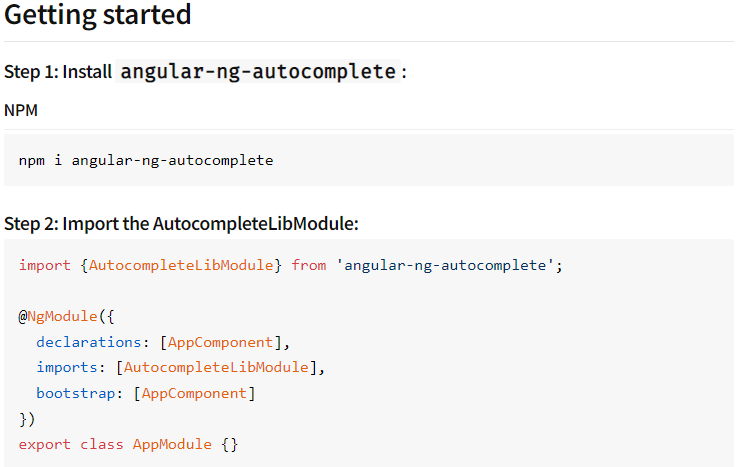 Getting started
Step 1: Install angular-ng-autocomplete:
NPM
npm i angular-ng-autocomplete
Step 2: Import the AutocompleteLibModule:
import {AutocompleteLibModule} from 'angular-ng-autocomplete';
@NgModule({
  declarations: [AppComponent],
  imports: [AutocompleteLibModule],
  bootstrap: [AppComponent]
})
export class AppModule {}